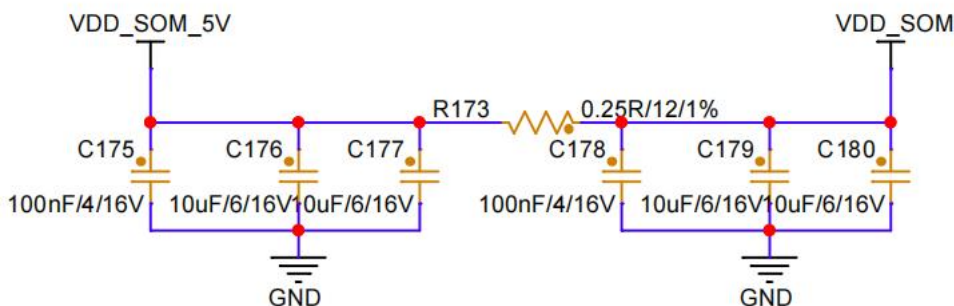 VDD_SOM_5V VDD_SOM
R173 0.25R/12/1%
C175 C176 C177 C178 C179 C180
100nF/4/16V 10uF/6/16V 10uF/6/16V 100nF/4/16V 10uF/6/16V 10uF/6/16V
GND GND